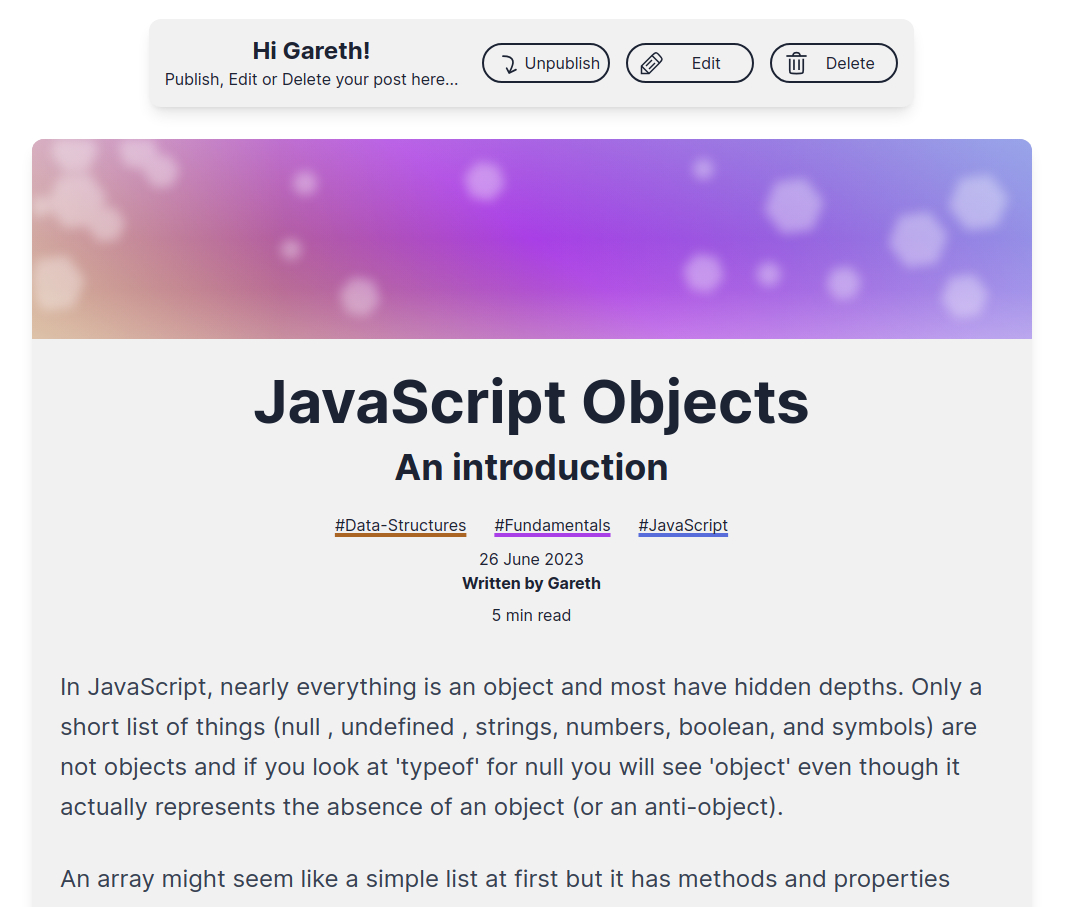 Hi Gareth!
Publish, Edit or Delete your post here...
Unpublish
Edit
Delete
JavaScript Objects
An introduction
#Data-Structures #Fundamentals #JavaScript
26 June 2023
Written by Gareth
5 min read
In JavaScript, nearly everything is an object and most have hidden depths. Only a
short list of things (null , undefined , strings, numbers, boolean, and symbols) are
not objects and if you look at 'typeof' for null you will see 'object' even though it
actually represents the absence of an object (or an anti-object).
An array might seem like a simple list at first but it has methods and properties